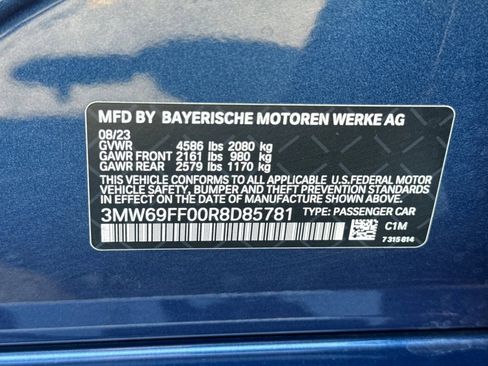 MFD BY BAYERISCHE MOTOREN WERKE AG
08/23
GVWR 4586 lbs 2080 kg
GAWR FRONT 2161 lbs 980 kg
GAWR REAR 2579 lbs 1170 kg
THIS VEHICLE CONFORMS TO ALL APPLICABLE U.S.FEDERAL MOTOR
VEHICLE SAFETY, BUMPER AND THEFT PREVENTION STANDARDS
IN EFFECT ON THE DATE OF MANUFACTURE SHOWN ABOVE.
3MW69FF00R8D85781 TYPE: PASSENGER CAR
C1M
7 315 614